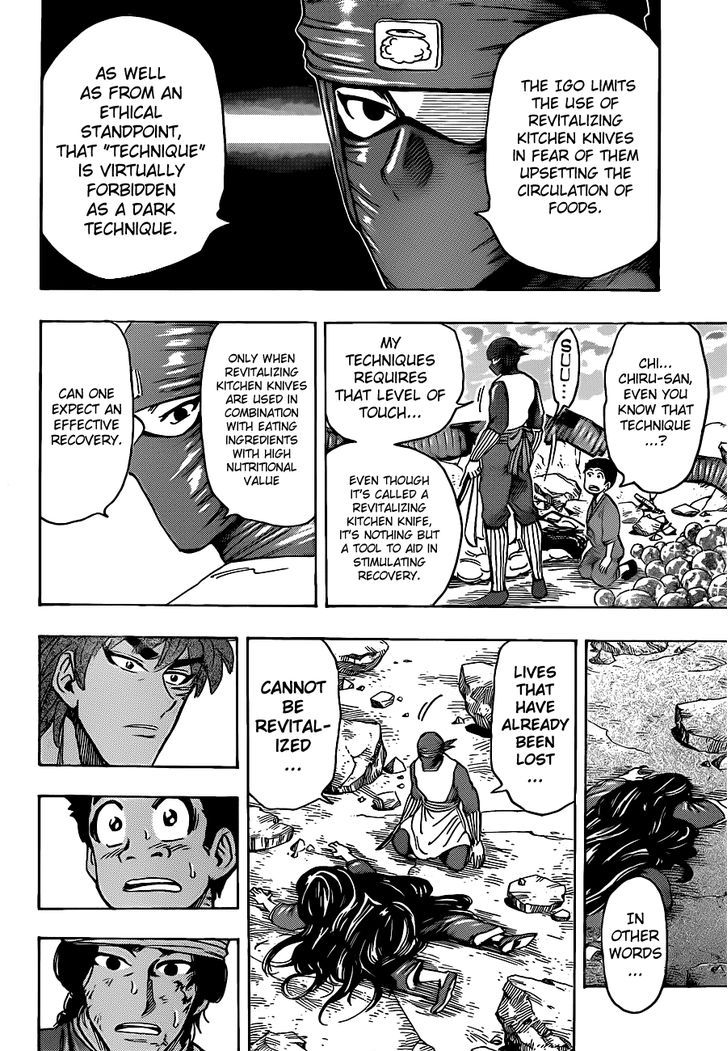 THE IGO LIMITS
THE USE OF
REVITALIZING
KITCHEN KNIVES
IN FEAR OF THEM
UPSETTING THE
CIRCULATION OF
FOODS.
AS WELL
AS FROM AN
ETHICAL
STANDPOINT,
THAT "TECHNIQUE"
IS VIRTUALLY
FORBIDDEN
AS A DARK
TECHNIQUE.
CHI...
CHIRU-SAN,
EVEN YOU
KNOW THAT
TECHNIQUE
...?
SUU...
MY
TECHNIQUES
REQUIRES
THAT LEVEL OF
TOUCH...
EVEN THOUGH
IT'S CALLED A
REVITALIZING
KITCHEN KNIFE,
IT'S NOTHING BUT
A TOOL TO AID IN
STIMULATING
RECOVERY.
ONLY WHEN
REVITALIZING
KITCHEN KNIVES
ARE USED IN
COMBINATION
WITH EATING
INGREDIENTS
WITH HIGH
NUTRITIONAL
VALUE
CAN ONE
EXPECT AN
EFFECTIVE
RECOVERY.
IN
OTHER
WORDS
...
LIVES
THAT
HAVE
ALREADY
BEEN
LOST...
CANNOT
BE
REVITAL-
IZED
...